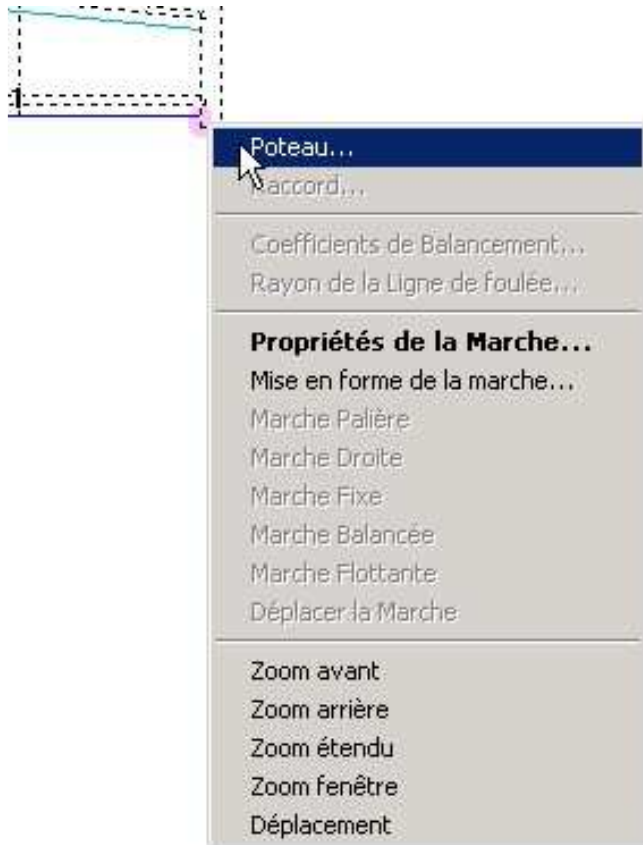 1
Poteau...
Raccord...
Coefficients de Balancement...
Rayon de la Ligne de foulée...
Propriétés de la Marche...
Mise en forme de la marche...
Marche Palière
Marche Droite
Marche Fixe
Marche Balancée
Marche Flottante
Déplacer la Marche
Zoom avant
Zoom arrière
Zoom étendu
Zoom fenêtre
Déplacement